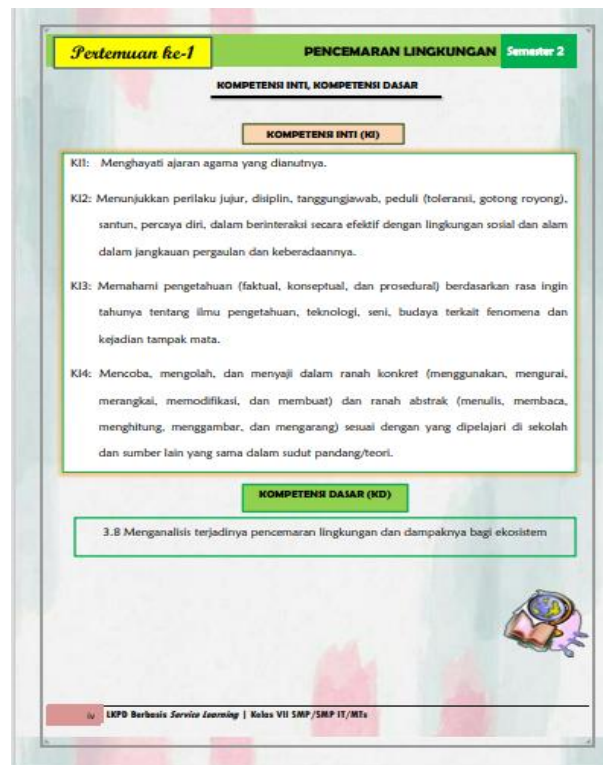 Pertemuan ke-1
PENCEMARAN LINGKUNGAN
Semester 2
KOMPETENSI INTI, KOMPETENSI DASAR
KOMPETENSI INTI (KI)
KI1: Menghayati ajaran agama yang dianutnya.
KI2: Menunjukkan perilaku jujur, disiplin, tanggungjawab, peduli (toleransi, gotong royong),
santun, percaya diri, dalam berinteraksi secara efektif dengan lingkungan sosial dan alam
dalam jangkauan pergaulan dan keberadaannya.
KI3: Memahami pengetahuan (faktual, konseptual, dan prosedural) berdasarkan rasa ingin
tahunya tentang ilmu pengetahuan, teknologi, seni, budaya terkait fenomena dan
kejadian tampak mata.
KI4: Mencoba, mengolah, dan menyaji dalam ranah konkret (menggunakan, mengurai,
merangkai, memodifikasi, dan membuat) dan ranah abstrak (menulis, membaca,
menghitung, menggambar, dan mengarang) sesuai dengan yang dipelajari di sekolah
dan sumber lain yang sama dalam sudut pandang/teori.
KOMPETENSI DASAR (KD)
3.8 Menganalisis terjadinya pencemaran lingkungan dan dampaknya bagi ekosistem
iv LKPD Berbasis Service Learning | Kelas VII SMP/SMP IT/MTs